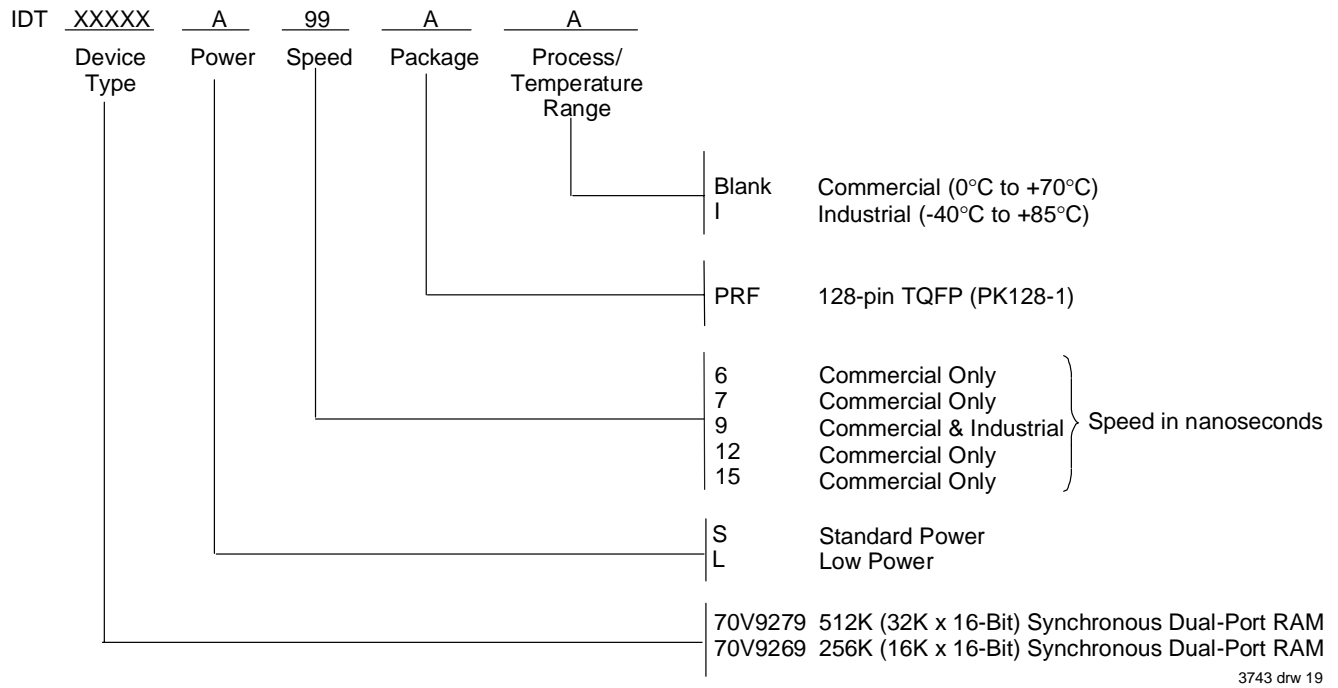 IDT XXXXX A 99 A A
Device Type Power Speed Package Process/ Temperature Range
Blank Commercial (0°C to +70°C)
I Industrial (-40°C to +85°C)
PRF 128-pin TQFP (PK128-1)
6 Commercial Only
7 Commercial Only
9 Commercial & Industrial
12 Commercial Only
15 Commercial Only
Speed in nanoseconds
S Standard Power
L Low Power
70V9279 512K (32K x 16-Bit) Synchronous Dual-Port RAM
70V9269 256K (16K x 16-Bit) Synchronous Dual-Port RAM
3743 drw 19